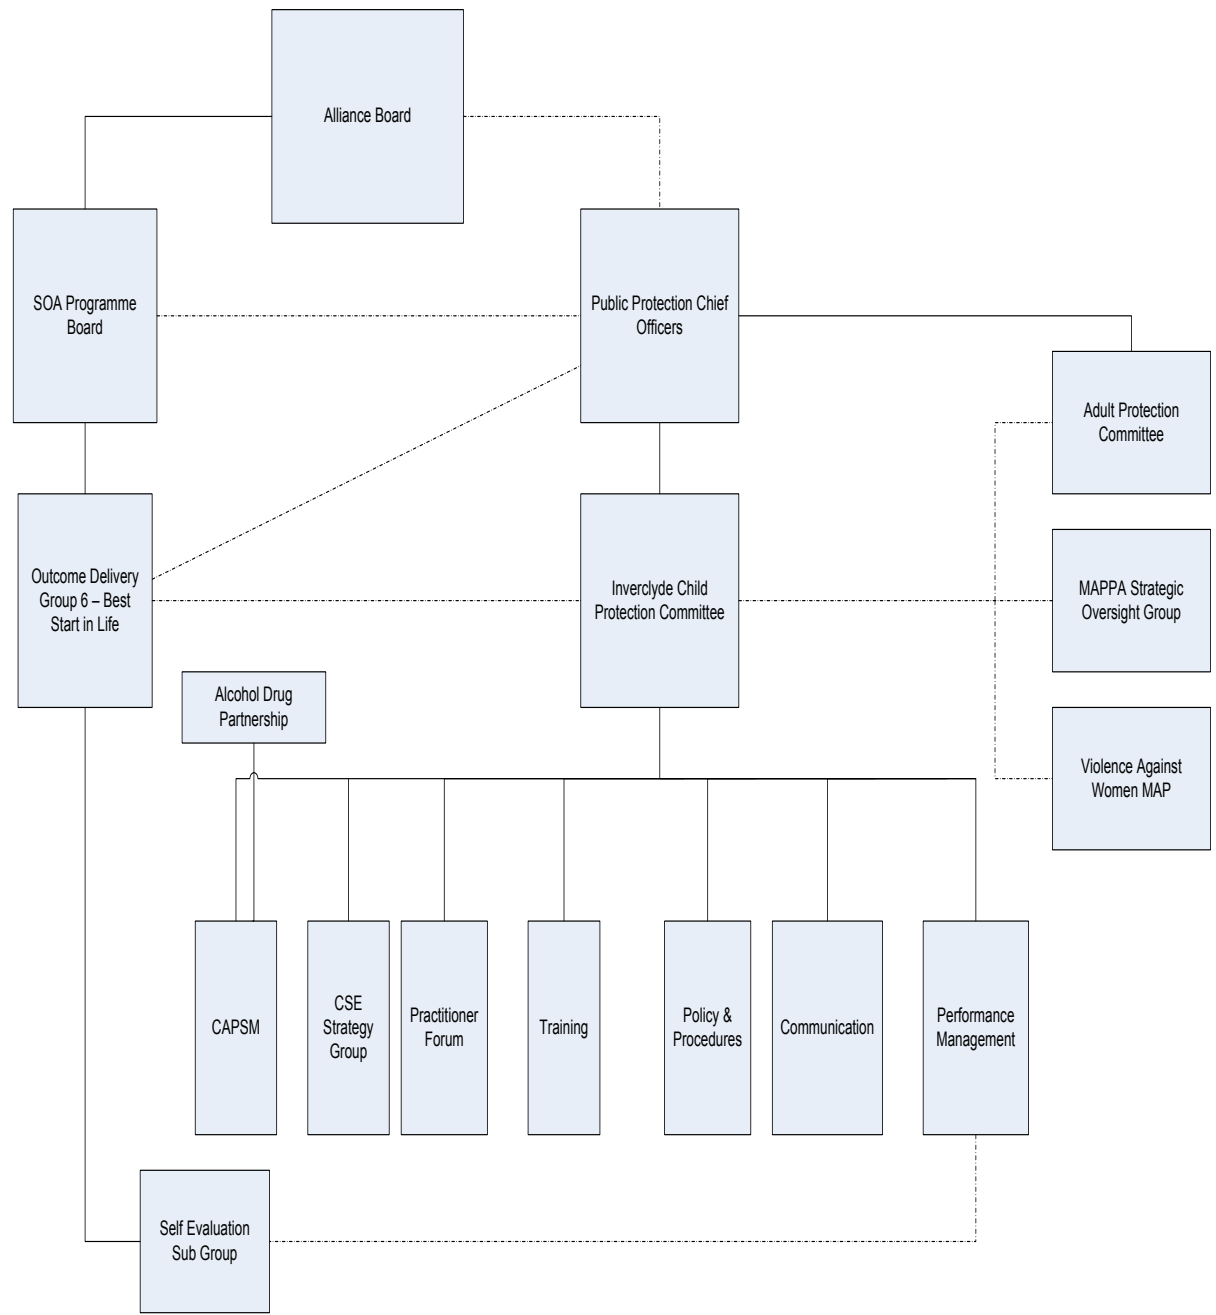 Alliance Board
SOA Programme
Board
Public Protection Chief
Officers
Adult Protection
Committee
Outcome Delivery
Group 6 – Best
Start in Life
Inverclyde Child
Protection Committee
MAPPA Strategic
Oversight Group
Alcohol Drug
Partnership
Violence Against
Women MAP
CAPSM
CSE
Strategy
Group
Practitioner
Forum
Training
Policy &
Procedures
Communication
Performance
Management
Self Evaluation
Sub Group